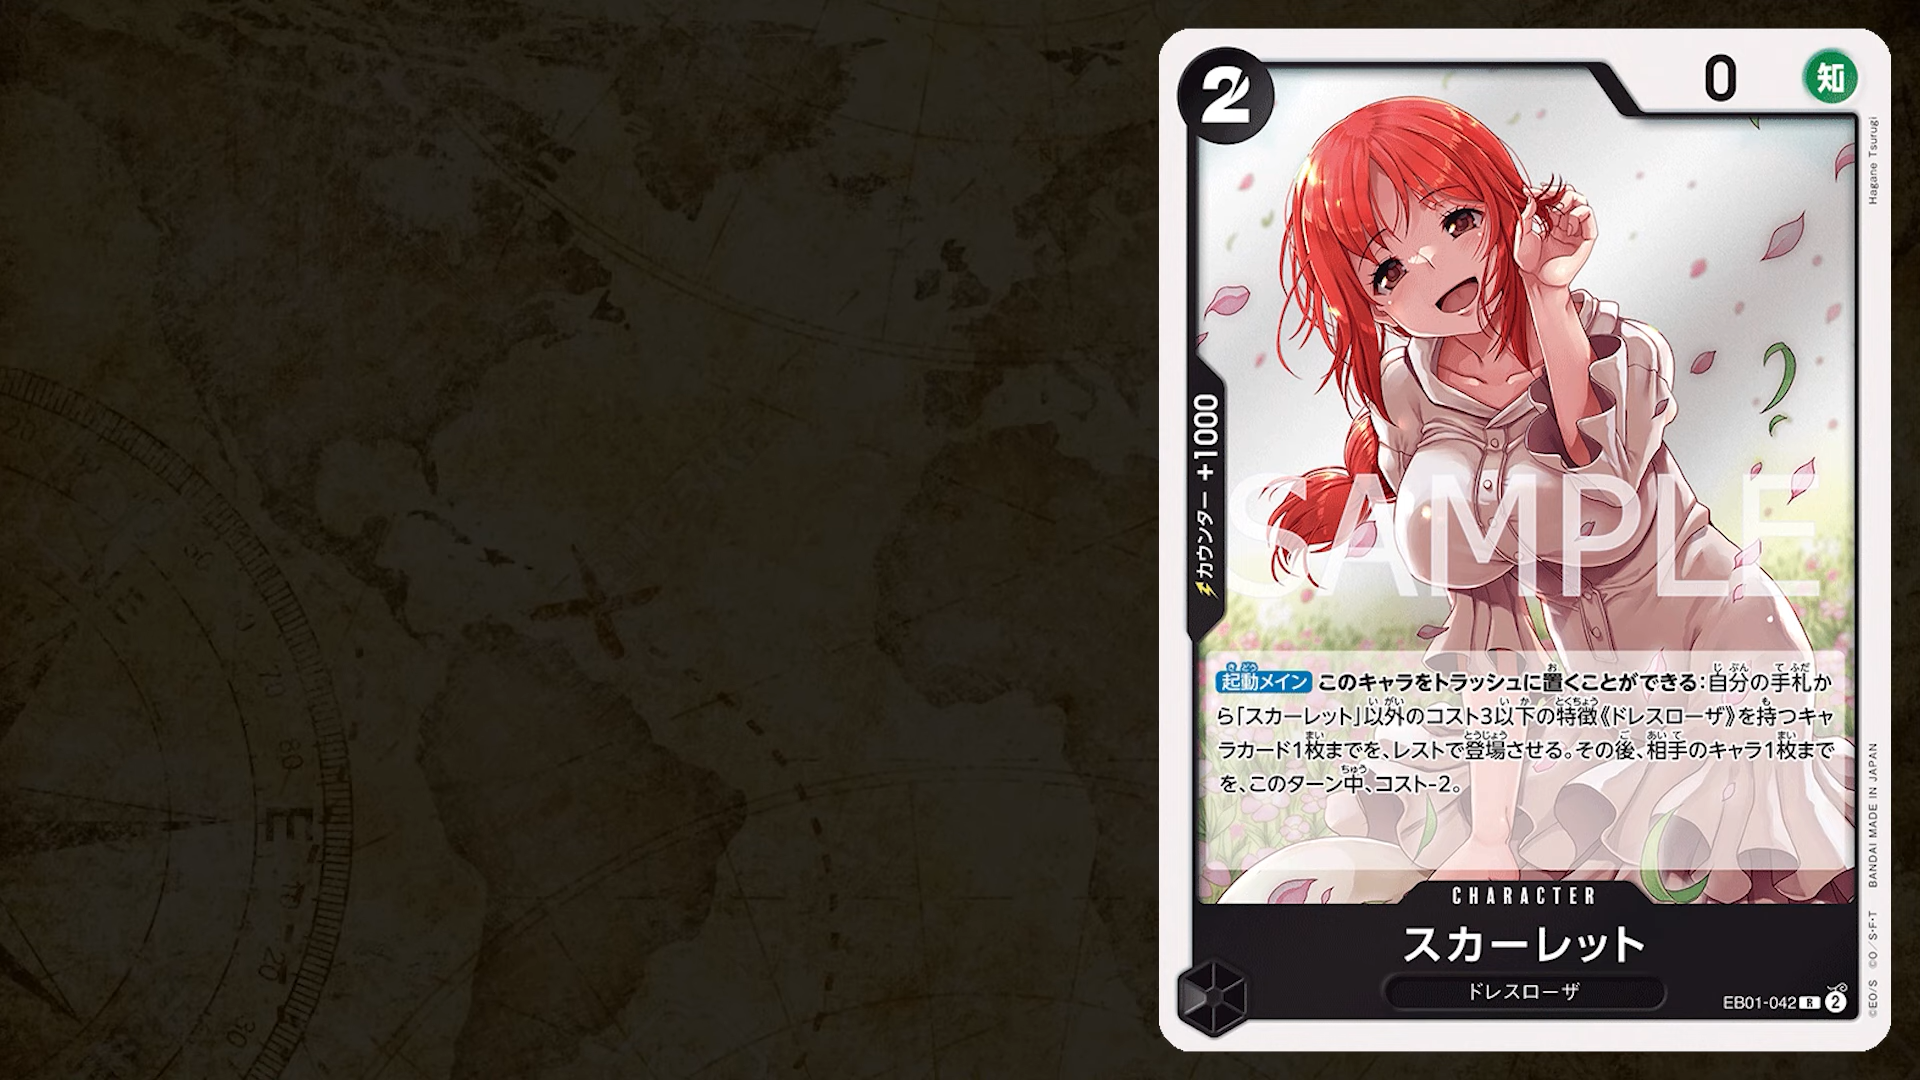 2
0
知
Hagane Tsurugi
⚡カウンター +1000
SAMPLE
起動メイン このキャラをトラッシュに置くことができる：自分の手札か
ら「スカーレット」以外のコスト3以下の特徴《ドレスローザ》を持つキャ
ラカード1枚までを、レストで登場させる。その後、相手のキャラ1枚まで
を、このターン中、コスト-2。
CHARACTER
スカーレット
ドレスローザ
EB01-042 R 2
©EO/S ©O/S・F・T BANDAI MADE IN JAPAN
E